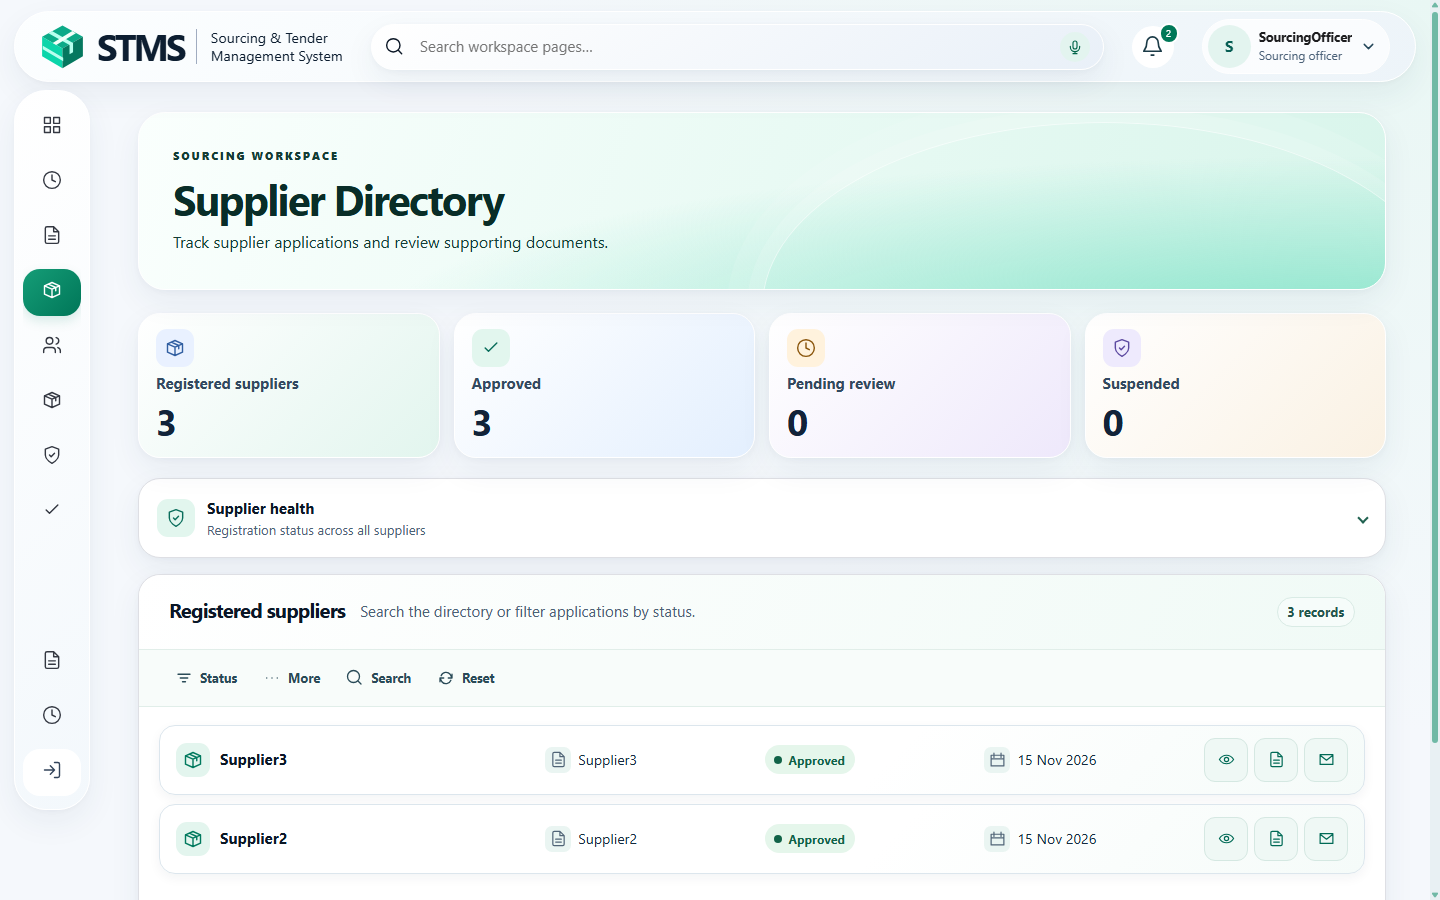 STMS
Sourcing & Tender
Management System
Search workspace pages...
2
S
SourcingOfficer
Sourcing officer
SOURCING WORKSPACE
Supplier Directory
Track supplier applications and review supporting documents.
Registered suppliers
3
Approved
3
Pending review
0
Suspended
0
Supplier health
Registration status across all suppliers
Registered suppliers Search the directory or filter applications by status. 3 records
Status ... More Search Reset
Supplier3 Supplier3 Approved 15 Nov 2026
Supplier2 Supplier2 Approved 15 Nov 2026